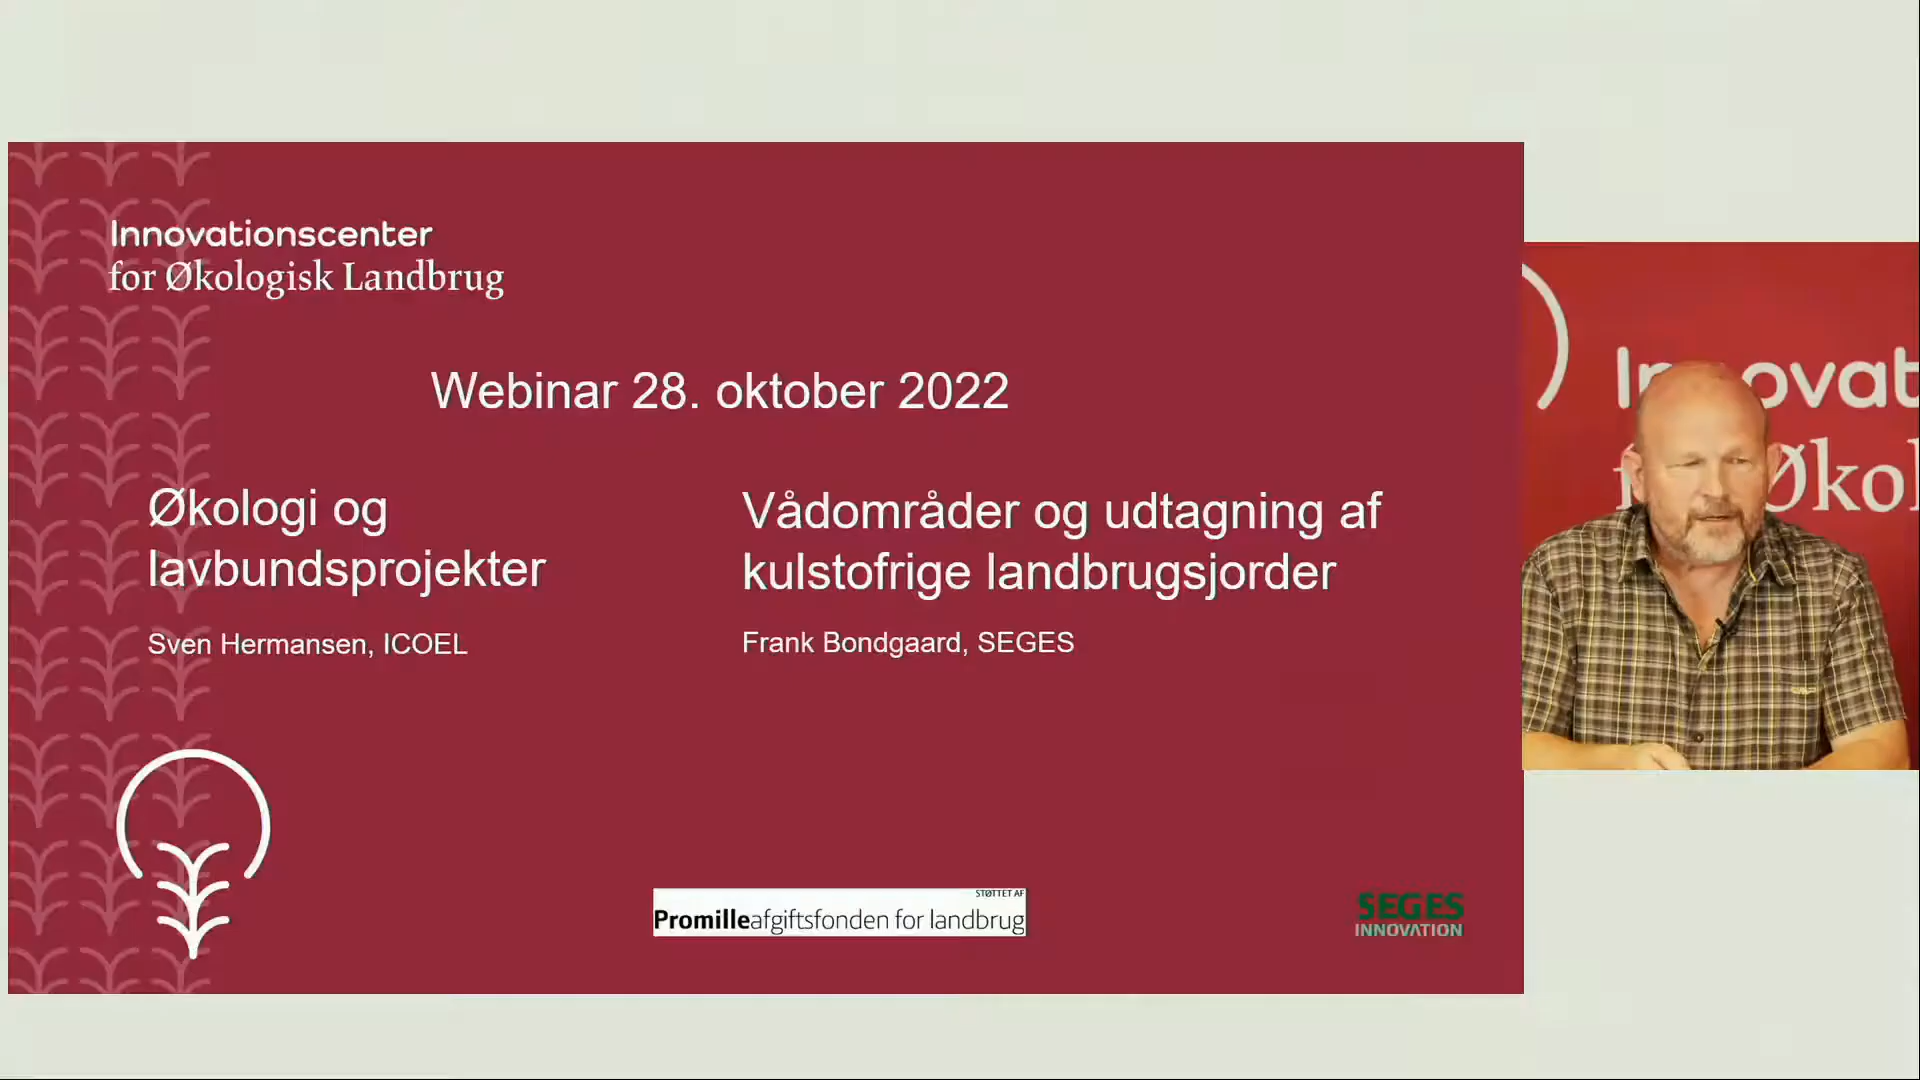 Innovationscenter
for Økologisk Landbrug
Webinar 28. oktober 2022
Økologi og
lavbundsprojekter
Sven Hermansen, ICOEL
Vådområder og udtagning af
kulstofrige landbrugsjorder
Frank Bondgaard, SEGES
STØTTET AF
Promilleafgiftsfonden for landbrug
SEGES
INNOVATION